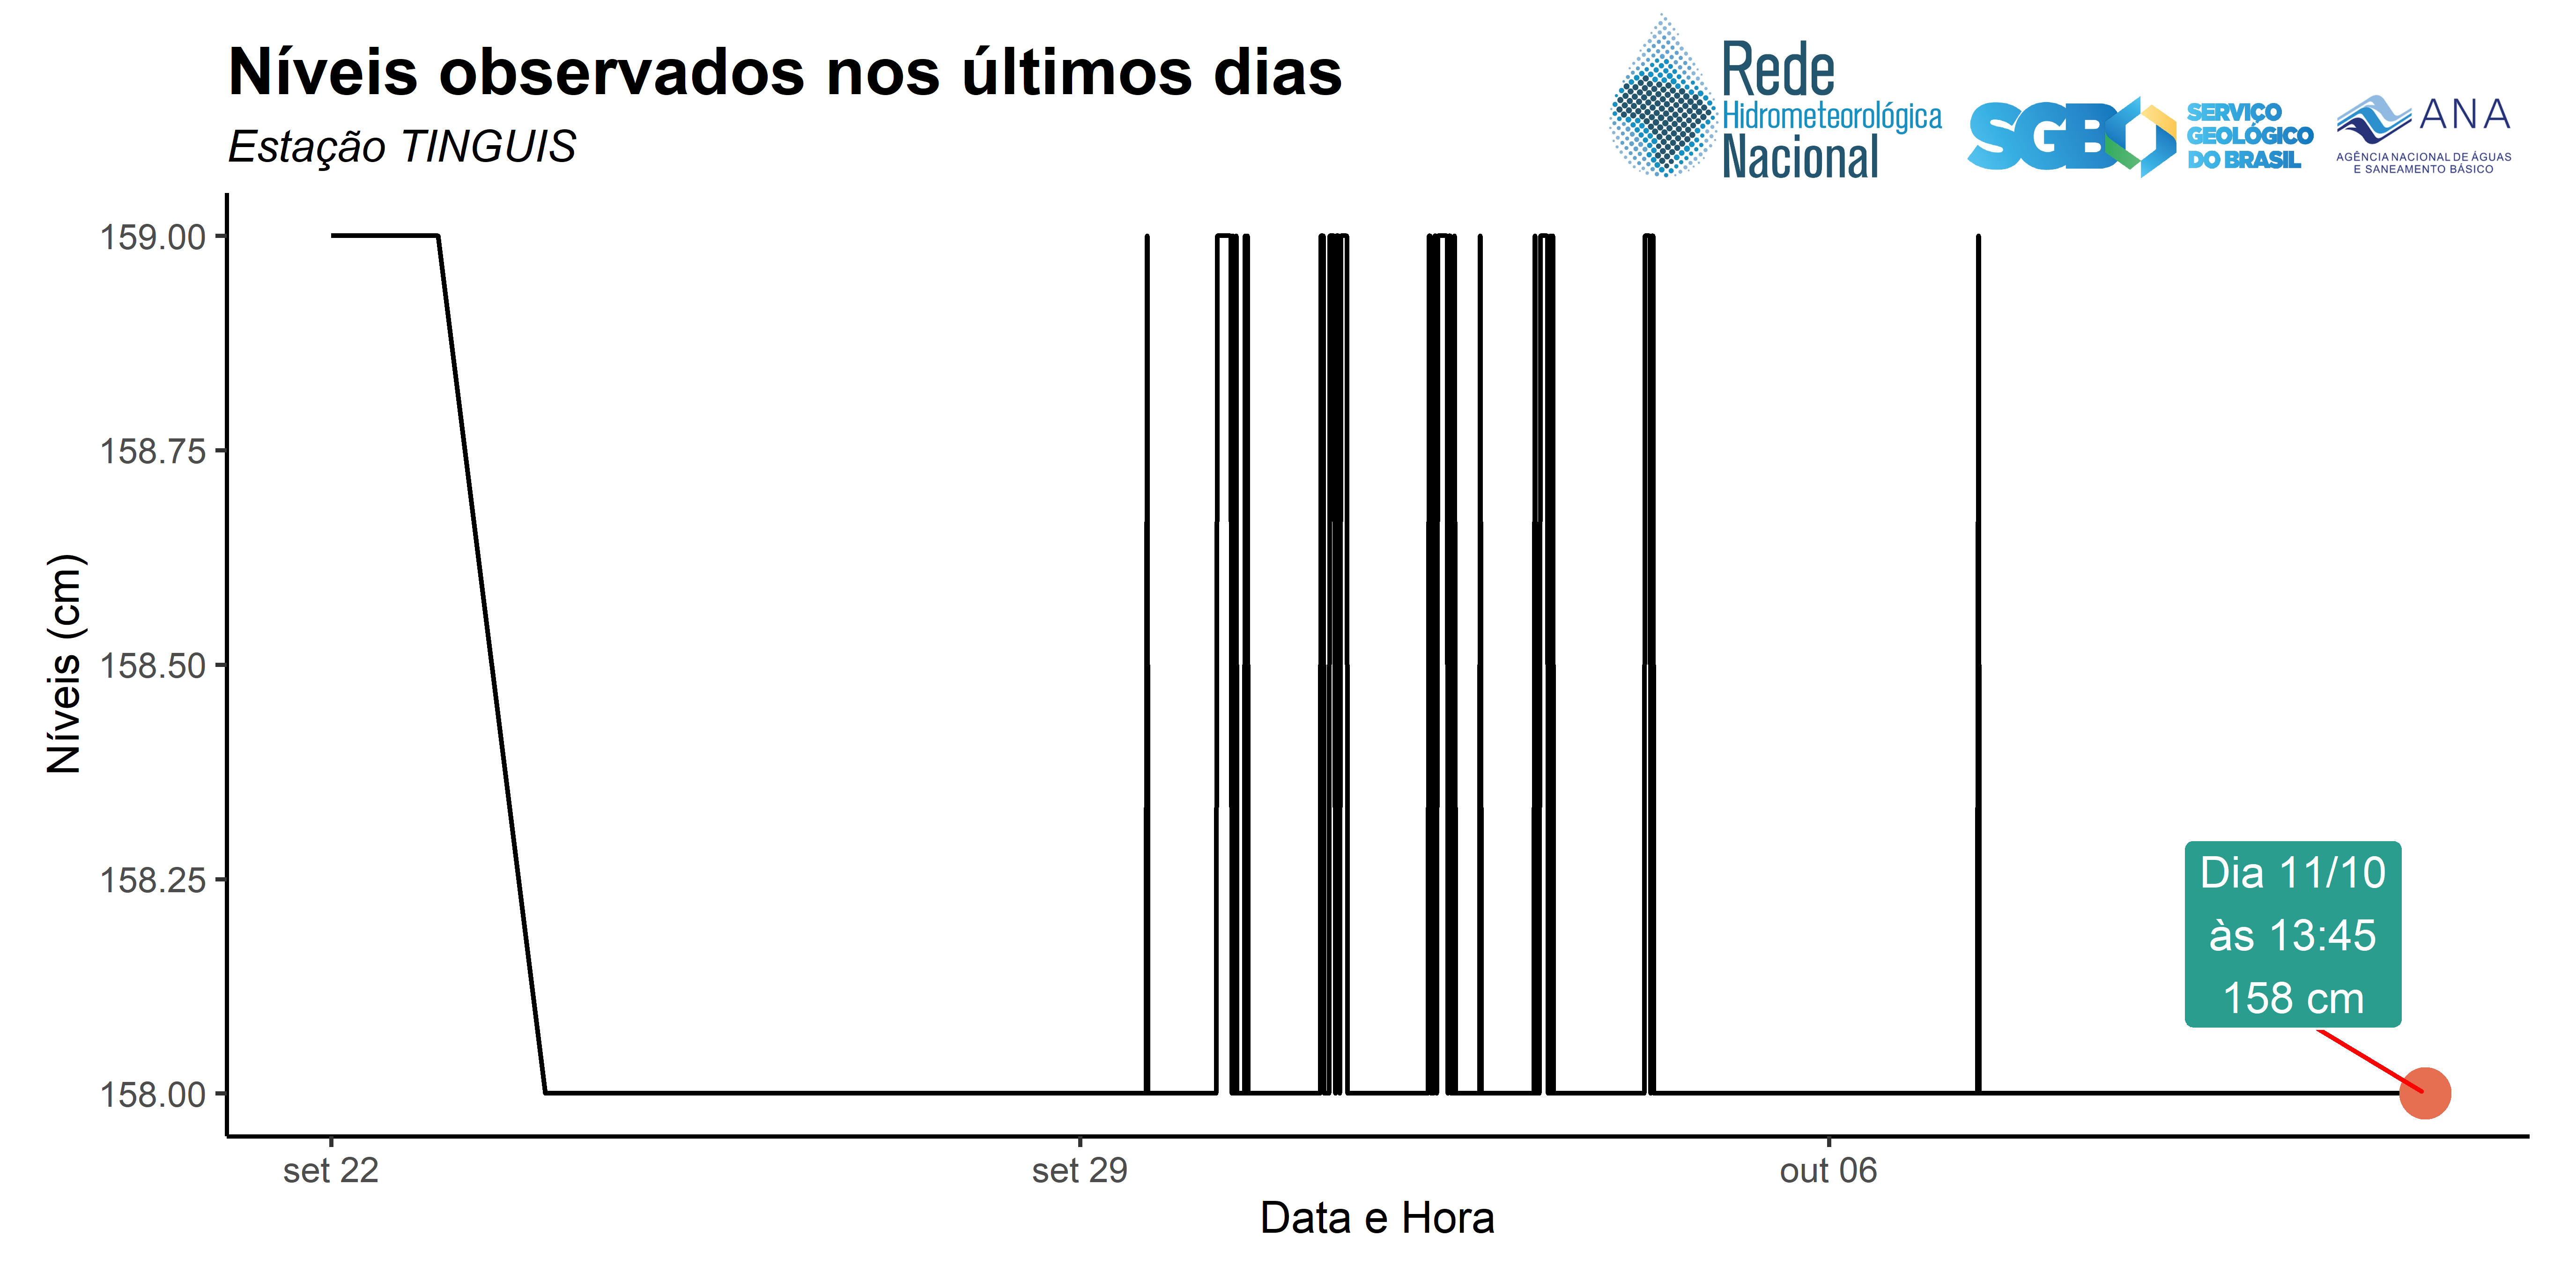 Níveis observados nos últimos dias
Estação TINGUIS
Rede
Hidrometeorológica
Nacional
SGB
SERVIÇO
GEOLÓGICO
DO BRASIL
ANA
AGÊNCIA NACIONAL DE ÁGUAS
E SANEAMENTO BÁSICO
Níveis (cm)
159.00
158.75
158.50
158.25
158.00
Dia 11/10
às 13:45
158 cm
set 22
set 29
out 06
Data e Hora